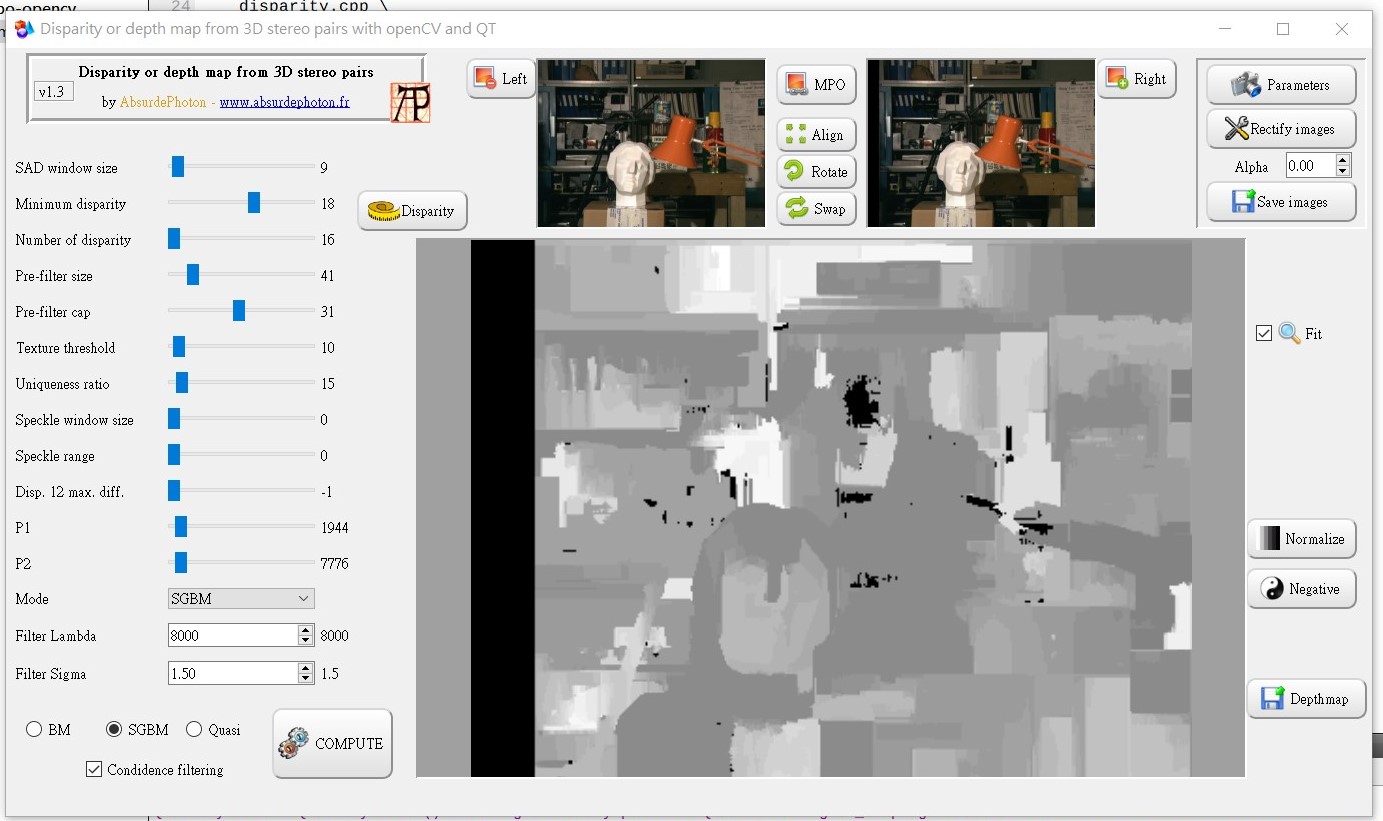 po-opencv
24 disparity.cpp \
Disparity or depth map from 3D stereo pairs with openCV and QT
Disparity or depth map from 3D stereo pairs
v1.3
by AbsurdePhoton - www.absurdephoton.fr
Left
MPO
Right
Parameters
Align
Rectify images
Alpha 0.00
Rotate
Save images
Swap
SAD window size 9
Minimum disparity 18
Disparity
Number of disparity 16
Pre-filter size 41
Pre-filter cap 31
Fit
Texture threshold 10
Uniqueness ratio 15
Speckle window size 0
Speckle range 0
Disp. 12 max. diff. -1
P1 1944
Normalize
P2 7776
Negative
Mode SGBM
Filter Lambda 8000 8000
Filter Sigma 1.50 1.5
Depthmap
BM SGBM Quasi
COMPUTE
Condidence filtering